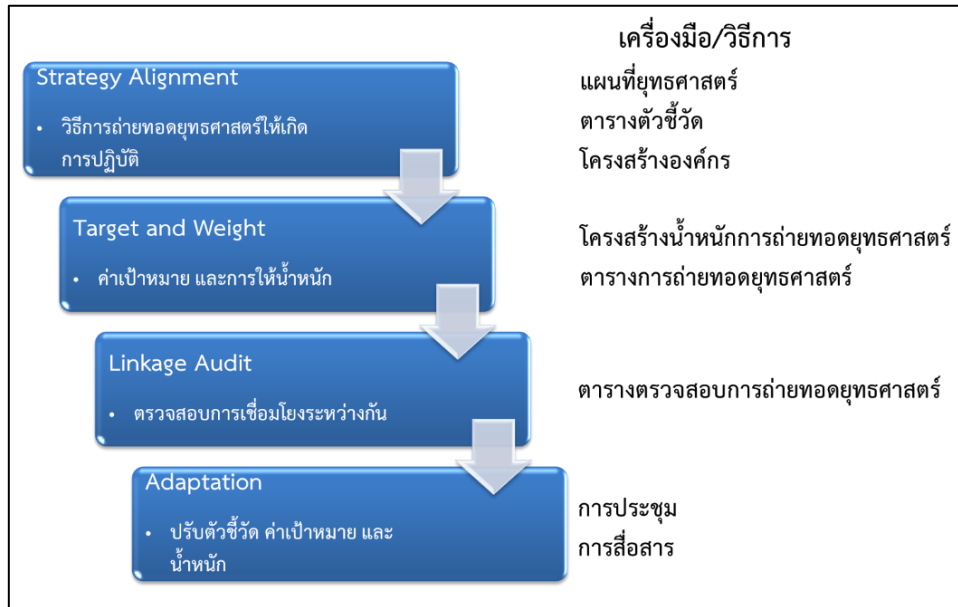 เครื่องมือ/วิธีการ
Strategy Alignment
• วิธีการถ่ายทอดยุทธศาสตร์ให้เกิด
การปฏิบัติ
แผนที่ยุทธศาสตร์
ตารางตัวชี้วัด
โครงสร้างองค์กร
Target and Weight
• ค่าเป้าหมาย และการให้น้ำหนัก
โครงสร้างน้ำหนักการถ่ายทอดยุทธศาสตร์
ตารางการถ่ายทอดยุทธศาสตร์
Linkage Audit
• ตรวจสอบการเชื่อมโยงระหว่างกัน
ตารางตรวจสอบการถ่ายทอดยุทธศาสตร์
Adaptation
• ปรับตัวชี้วัด ค่าเป้าหมาย และ
น้ำหนัก
การประชุม
การสื่อสาร